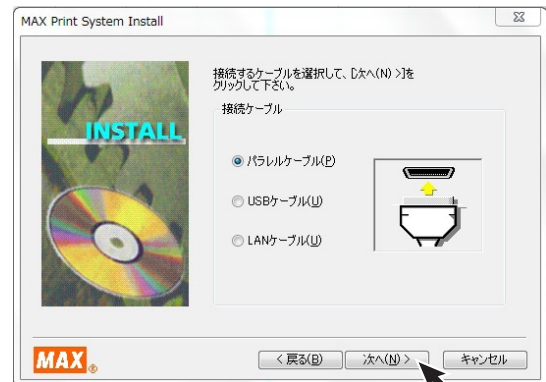 MAX Print System Install
接続するケーブルを選択して、[次へ(N) >]を
クリックして下さい。
接続ケーブル
INSTALL
パラレルケーブル(P)
USBケーブル(U)
LANケーブル(U)
MAX®
< 戻る(B)
次へ(N) >
キャンセル